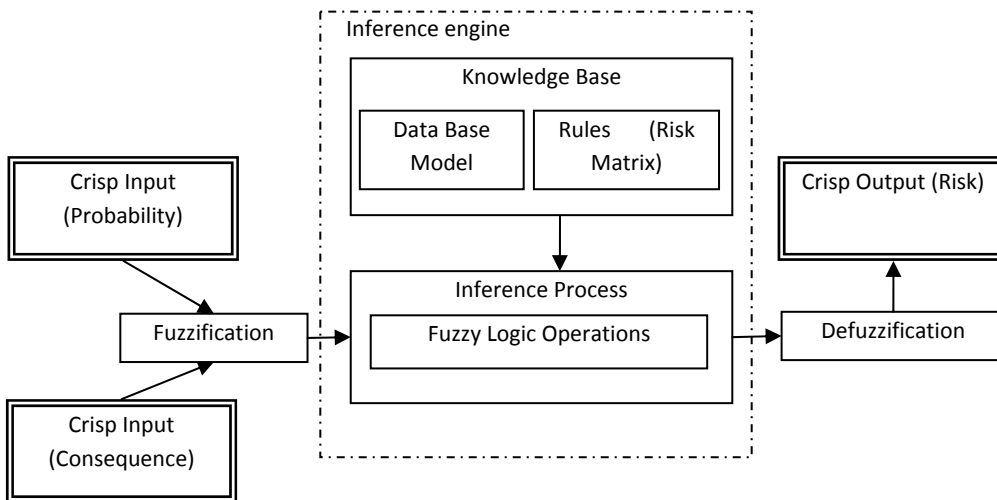 Inference engine
Knowledge Base
Data Base
Model
Rules (Risk
Matrix)
Crisp Input
(Probability)
Crisp Output (Risk)
Inference Process
Fuzzification
Fuzzy Logic Operations
Defuzzification
Crisp Input
(Consequence)